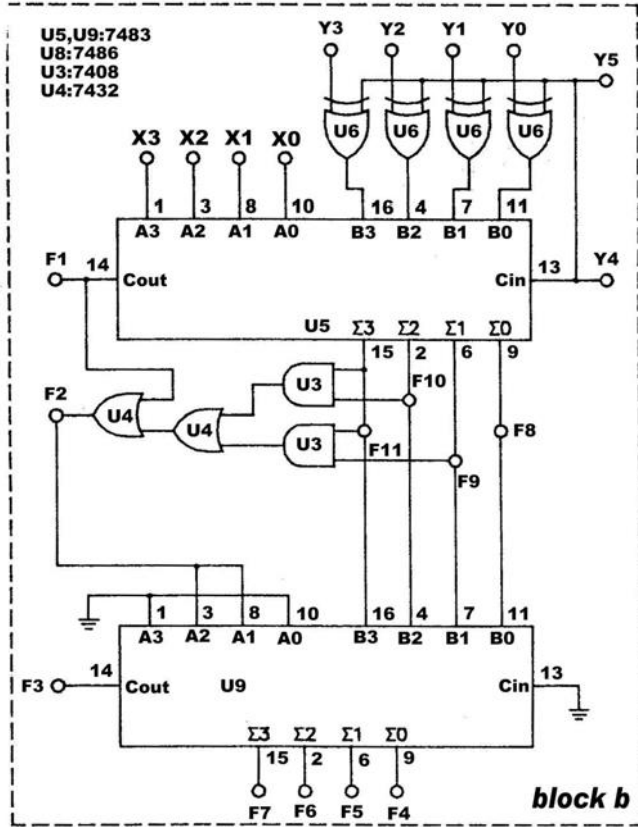 U5,U9:7483
U8:7486
U3:7408
U4:7432
Y3 Y2 Y1 Y0
Y5
U6 U6 U6 U6
X3 X2 X1 X0
1 3 8 10 16 4 7 11
A3 A2 A1 A0 B3 B2 B1 B0
F1 14 Cout Cin 13 Y4
U5 Σ3 Σ2 Σ1 Σ0
15 2 6 9
U3 F10
F2 U4 U4 U3 F8
F11 F9
1 3 8 10 16 4 7 11
A3 A2 A1 A0 B3 B2 B1 B0
F3 14 Cout U9 Cin 13
Σ3 Σ2 Σ1 Σ0
15 2 6 9
F7 F6 F5 F4
block b